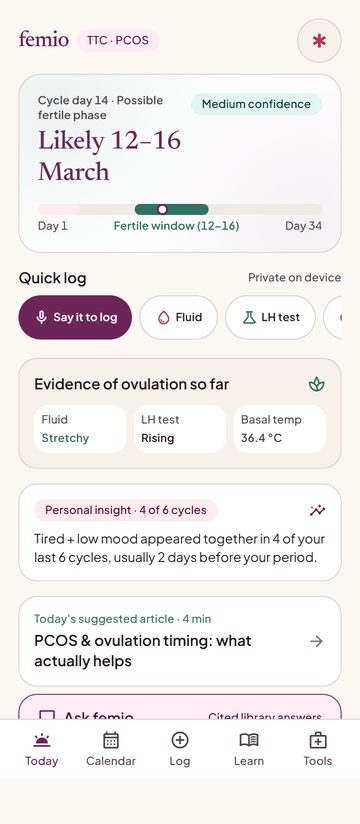 femio
TTC · PCOS
Cycle day 14 · Possible
fertile phase
Medium confidence
Likely 12–16
March
Day 1
Fertile window (12–16)
Day 34
Quick log
Private on device
Say it to log
Fluid
LH test
Evidence of ovulation so far
Fluid
Stretchy
LH test
Rising
Basal temp
36.4 °C
Personal insight · 4 of 6 cycles
Tired + low mood appeared together in 4 of your
last 6 cycles, usually 2 days before your period.
Today's suggested article · 4 min
PCOS & ovulation timing: what
actually helps
Ask femio
Cited library answers
Today
Calendar
Log
Learn
Tools